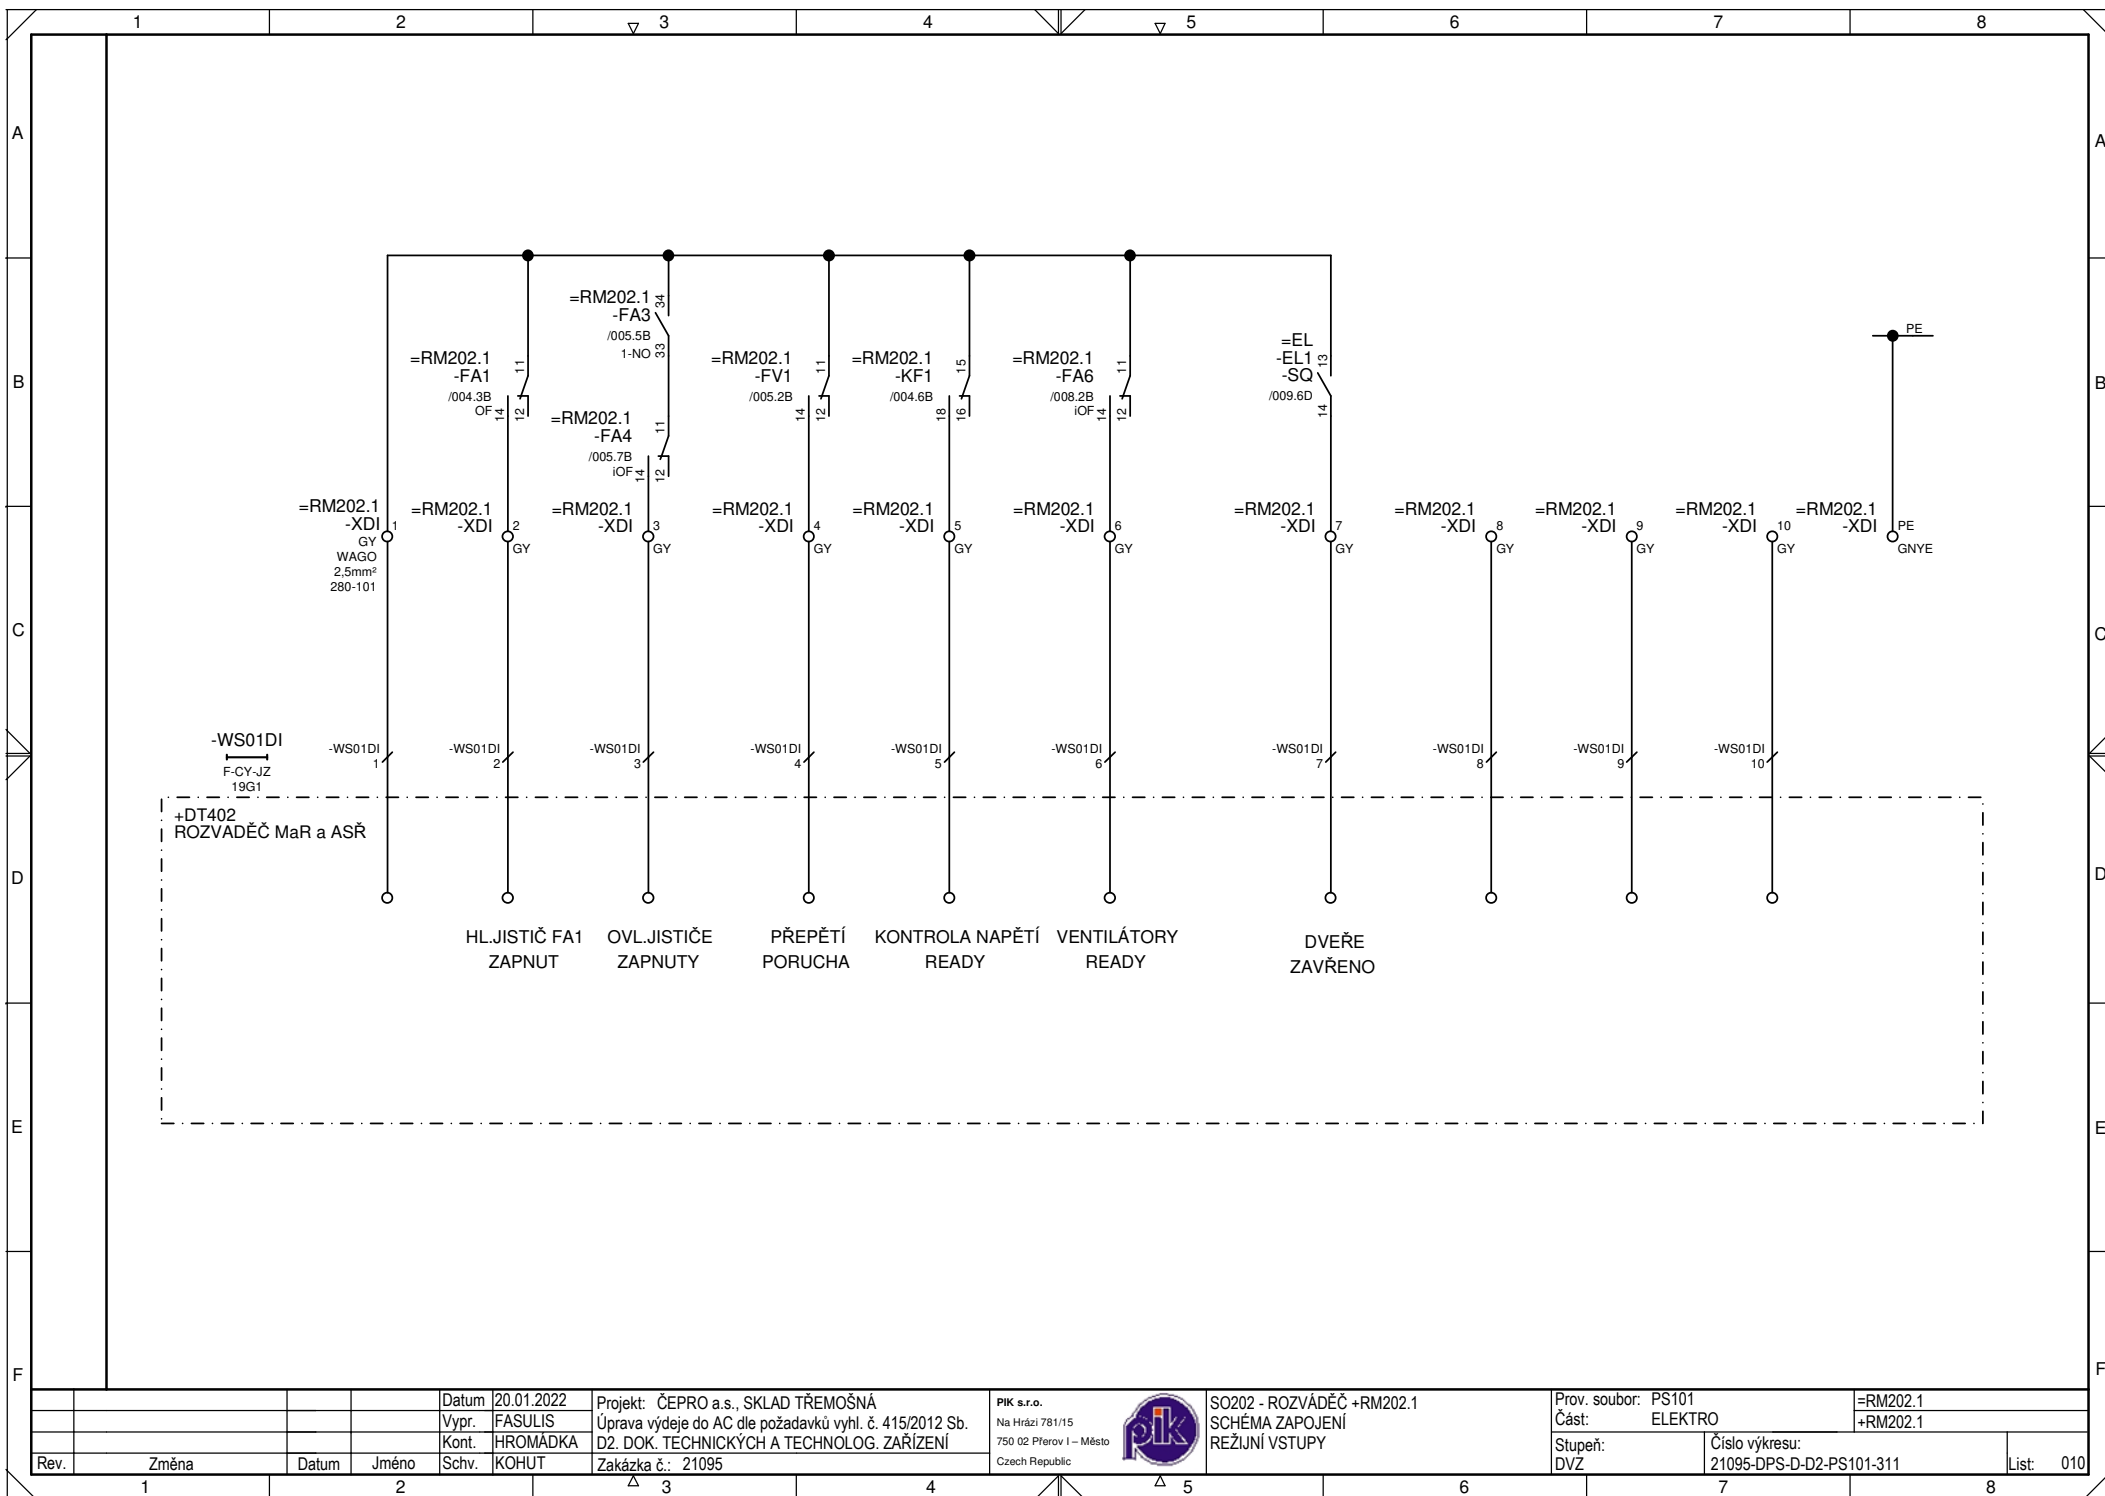 1 2 3 4 5 6 7 8
A A
B B
C C
D D
E E
F F
=RM202.1
-FA3
/005.5B
1-NO
34
33
=RM202.1
-FA1
/004.3B
OF
11
14
12
=RM202.1
-FA4
/005.7B
iOF
11
14
12
=RM202.1
-FV1
/005.2B
11
14
12
=RM202.1
-KF1
/004.6B
15
18
16
=RM202.1
-FA6
/008.2B
iOF
11
14
12
=EL
-EL1
-SQ
/009.6D
13
14
PE
=RM202.1
-XDI
1
GY
WAGO
2,5mm²
280-101
=RM202.1
-XDI
2
GY
=RM202.1
-XDI
3
GY
=RM202.1
-XDI
4
GY
=RM202.1
-XDI
5
GY
=RM202.1
-XDI
6
GY
=RM202.1
-XDI
7
GY
=RM202.1
-XDI
8
GY
=RM202.1
-XDI
9
GY
=RM202.1
-XDI
10
GY
=RM202.1
-XDI
PE
GNYE
-WS01DI
F-CY-JZ
19G1
-WS01DI
1
-WS01DI
2
-WS01DI
3
-WS01DI
4
-WS01DI
5
-WS01DI
6
-WS01DI
7
-WS01DI
8
-WS01DI
9
-WS01DI
10
+DT402
ROZVADĚČ MaR a ASŘ
HL.JISTIČ FA1
ZAPNUT
OVL.JISTIČE
ZAPNUTY
PŘEPĚTÍ
PORUCHA
KONTROLA NAPĚTÍ
READY
VENTILÁTORY
READY
DVEŘE
ZAVŘENO
Rev. Změna Datum Jméno
Datum 20.01.2022
Vypr. FASULIS
Kont. HROMÁDKA
Schv. KOHUT
Projekt: ČEPRO a.s., SKLAD TŘEMOŠNÁ
Úprava výdeje do AC dle požadavků vyhl. č. 415/2012 Sb.
D2. DOK. TECHNICKÝCH A TECHNOLOG. ZAŘÍZENÍ
Zakázka č.: 21095
PIK s.r.o.
Na Hrázi 781/15
750 02 Přerov I – Město
Czech Republic
pik
SO202 - ROZVÁDĚČ +RM202.1
SCHÉMA ZAPOJENÍ
REŽIJNÍ VSTUPY
Prov. soubor: PS101
Část: ELEKTRO
=RM202.1
+RM202.1
Stupeň:
DVZ
Číslo výkresu:
21095-DPS-D-D2-PS101-311
List: 010
1 2 3 4 5 6 7 8